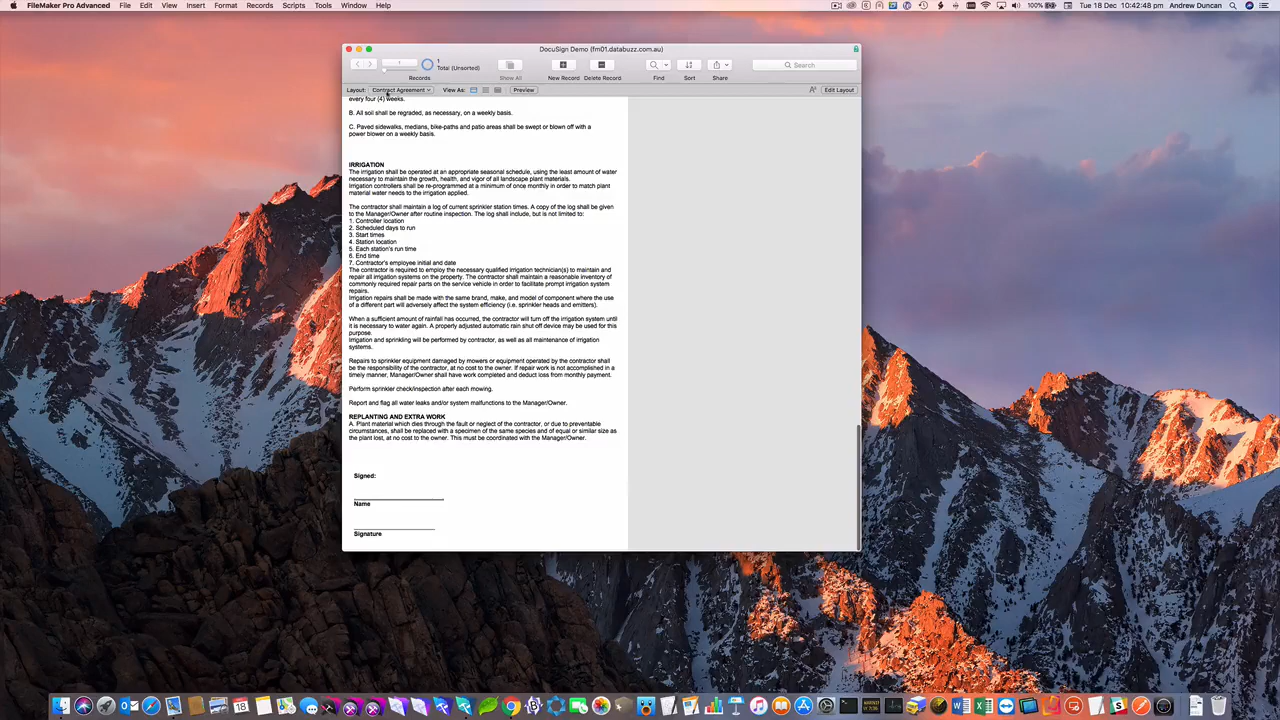 FileMaker Pro Advanced File Edit View Insert Format Records Scripts Tools Window Help 100% Tue 18 Dec 10:42:48 pm Andrew Duncan
DocuSign Demo (fm01.databuzz.com.au)
1
1
Total (Unsorted)
Search
Records Show All New Record Delete Record Find Sort Share
Layout: Contract Agreement View As: Preview Edit Layout
every four (4) weeks.
B. All soil shall be regraded, as necessary, on a weekly basis.
C. Paved sidewalks, medians, bike-paths and patio areas shall be swept or blown off with a
power blower on a weekly basis.
IRRIGATION
The irrigation shall be operated at an appropriate seasonal schedule, using the least amount of water
necessary to maintain the growth, health, and vigor of all landscape plant materials.
Irrigation controllers shall be re-programmed at a minimum of once monthly in order to match plant
material water needs to the irrigation applied.
The contractor shall maintain a log of current sprinkler station times. A copy of the log shall be given
to the Manager/Owner after routine inspection. The log shall include, but is not limited to:
1. Controller location
2. Scheduled days to run
3. Start times
4. Station location
5. Each station's run time
6. End time
7. Contractor's employee initial and date
The contractor is required to employ the necessary qualified irrigation technician(s) to maintain and
repair all irrigation systems on the property. The contractor shall maintain a reasonable inventory of
commonly required repair parts on the service vehicle in order to facilitate prompt irrigation system
repairs.
Irrigation repairs shall be made with the same brand, make, and model of component where the use
of a different part will adversely affect the system efficiency (i.e. sprinkler heads and emitters).
When a sufficient amount of rainfall has occurred, the contractor will turn off the irrigation system until
it is necessary to water again. A properly adjusted automatic rain shut off device may be used for this
purpose.
Irrigation and sprinkling will be performed by contractor, as well as all maintenance of irrigation
systems.
Repairs to sprinkler equipment damaged by mowers or equipment operated by the contractor shall
be the responsibility of the contractor, at no cost to the owner. If repair work is not accomplished in a
timely manner, Manager/Owner shall have work completed and deduct loss from monthly payment.
Perform sprinkler check/inspection after each mowing.
Report and flag all water leaks and/or system malfunctions to the Manager/Owner.
REPLANTING AND EXTRA WORK
A. Plant material which dies through the fault or neglect of the contractor, or due to preventable
circumstances, shall be replaced with a specimen of the same species and of equal or similar size as
the plant lost, at no cost to the owner. This must be coordinated with the Manager/Owner.
Signed:
Name
Signature
18